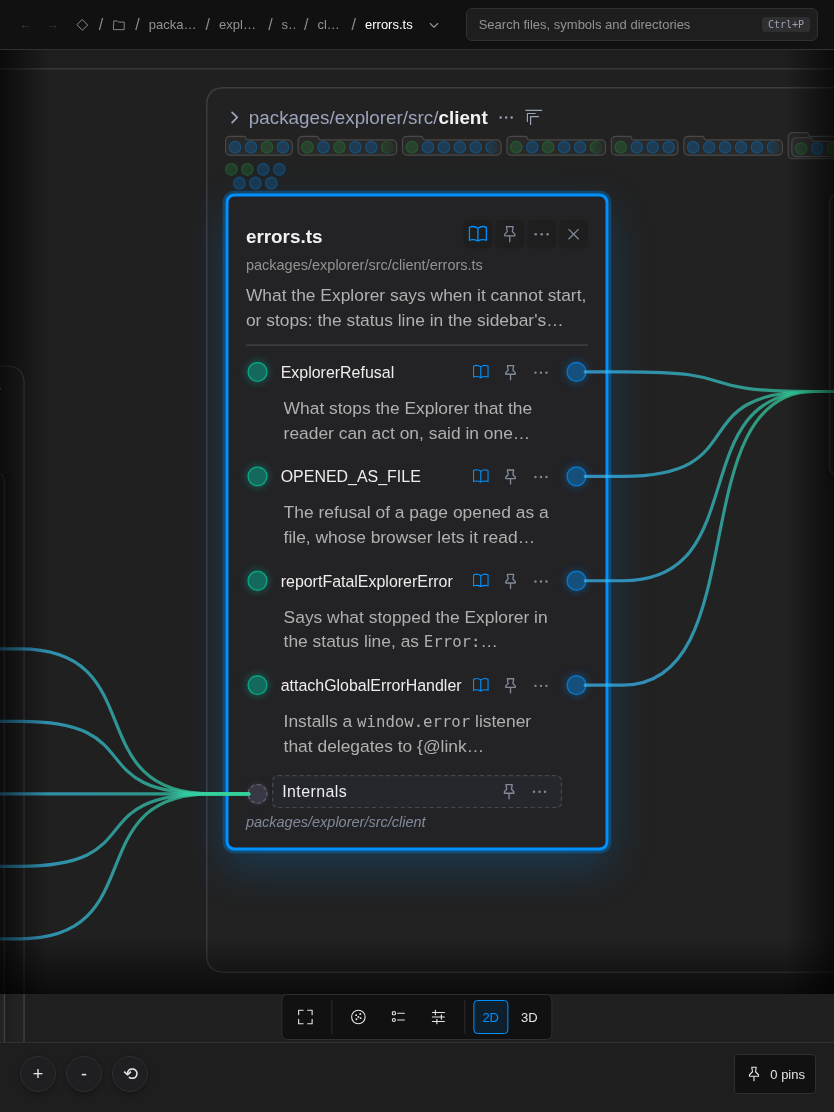 ← → / / packa… / expl… / s.. / cl… / errors.ts
Search files, symbols and directories Ctrl+P
packages/explorer/src/client ···
errors.ts
packages/explorer/src/client/errors.ts
What the Explorer says when it cannot start,
or stops: the status line in the sidebar's…
ExplorerRefusal
What stops the Explorer that the
reader can act on, said in one…
OPENED_AS_FILE
The refusal of a page opened as a
file, whose browser lets it read…
reportFatalExplorerError
Says what stopped the Explorer in
the status line, as Error:…
attachGlobalErrorHandler
Installs a window.error listener
that delegates to {@link…
Internals
packages/explorer/src/client
2D 3D
+ - ⟲
0 pins